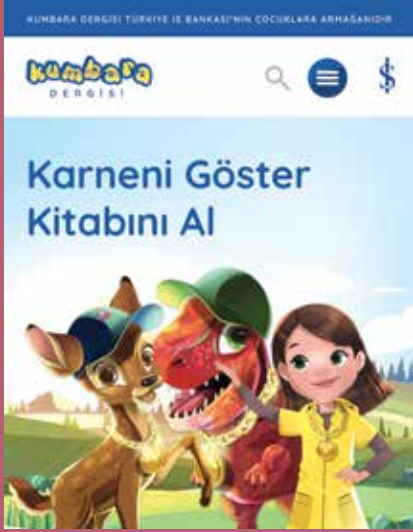 KUMBARA DERGİSİ TÜRKİYE İŞ BANKASI'NIN ÇOCUKLARA ARMAĞANIDIR
Kumbara
DERGİSİ
Karneni Göster
Kitabını Al